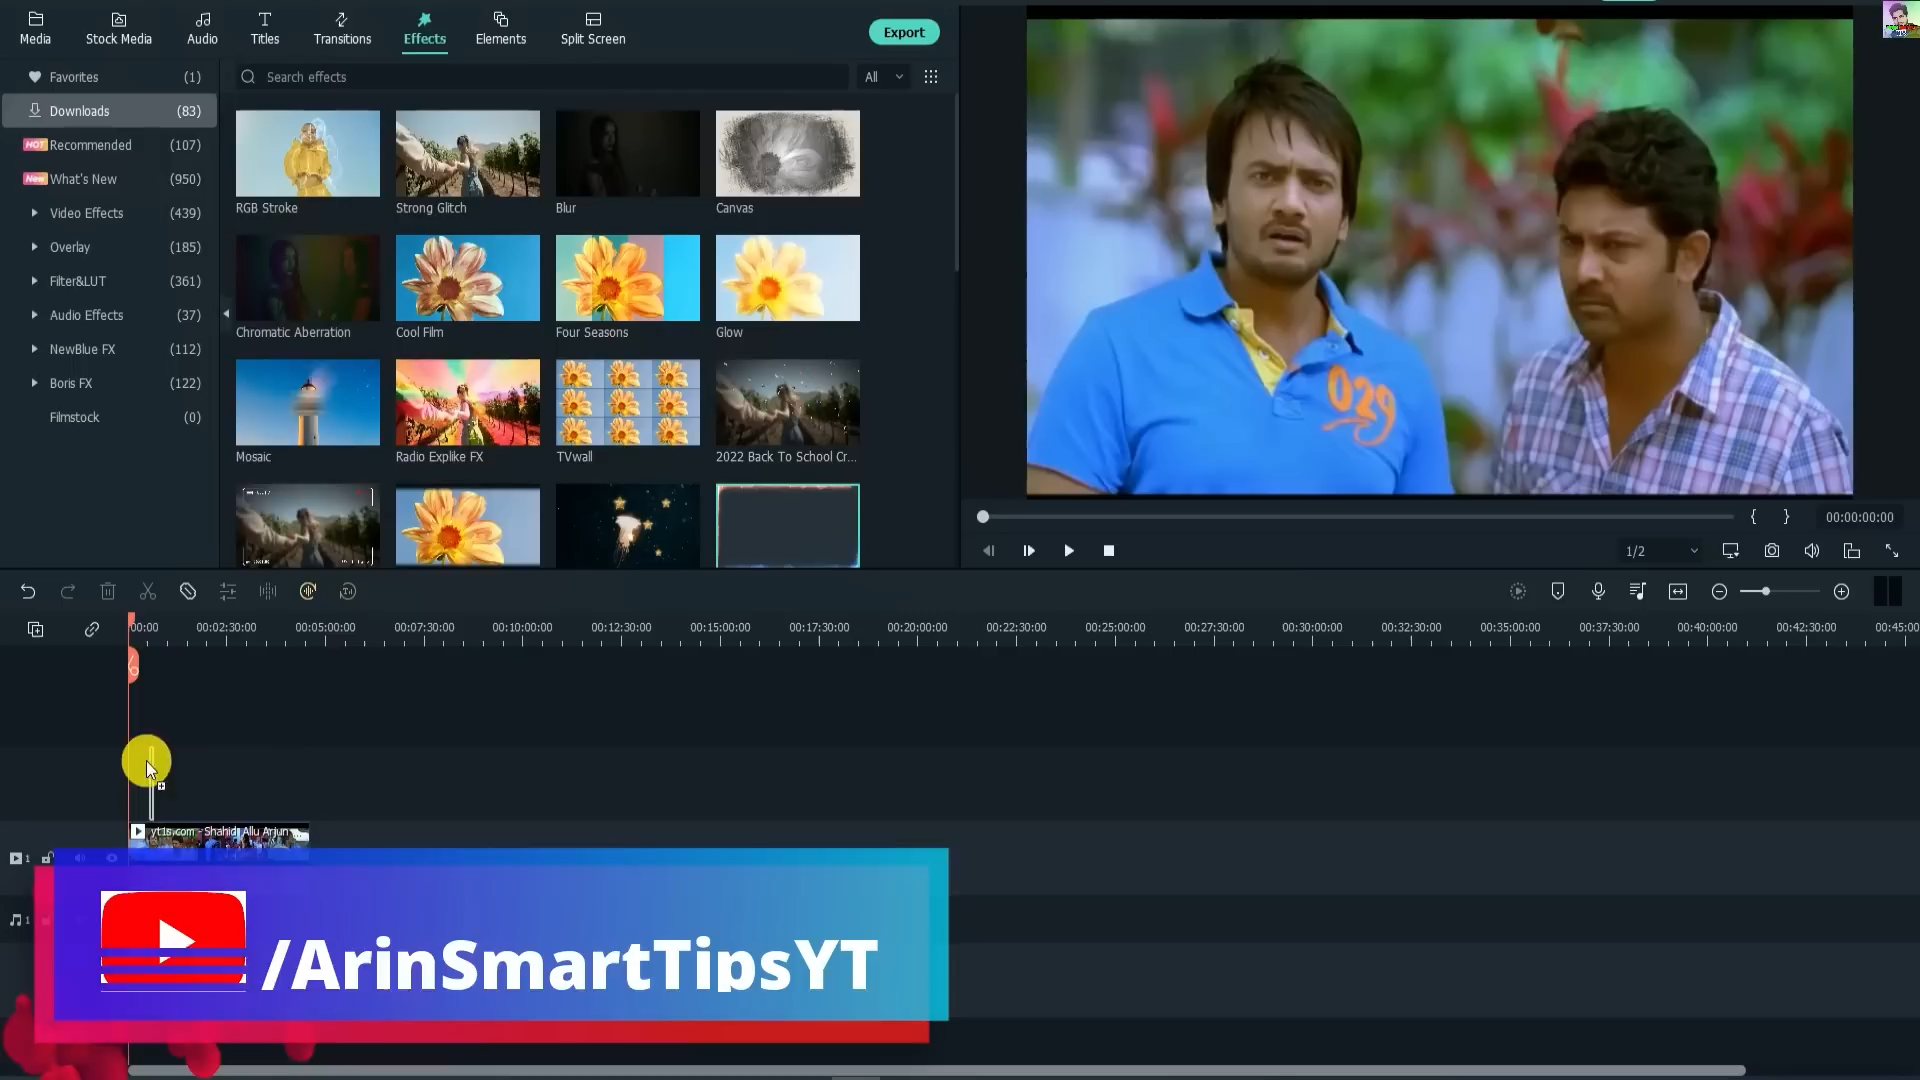 Media
Stock Media
Audio
Titles
Transitions
Effects
Elements
Split Screen
Export
Favorites (1)
Downloads (83)
HOT Recommended (107)
New What's New (950)
Video Effects (439)
Overlay (185)
Filter&LUT (361)
Audio Effects (37)
NewBlue FX (112)
Boris FX (122)
Filmstock (0)
Search effects
All
RGB Stroke
Strong Glitch
Blur
Canvas
Chromatic Aberration
Cool Film
Four Seasons
Glow
Mosaic
Radio Explike FX
TVwall
2022 Back To School Cr...
029
{ } 00:00:00:00
1/2
00:00 00:02:30:00 00:05:00:00 00:07:30:00 00:10:00:00 00:12:30:00 00:15:00:00 00:17:30:00 00:20:00:00 00:22:30:00 00:25:00:00 00:27:30:00 00:30:00:00 00:32:30:00 00:35:00:00 00:37:30:00 00:40:00:00 00:42:30:00 00:45:00
yt1s.com - Shahid Allu Arjun
1
1
/ArinSmartTipsYT